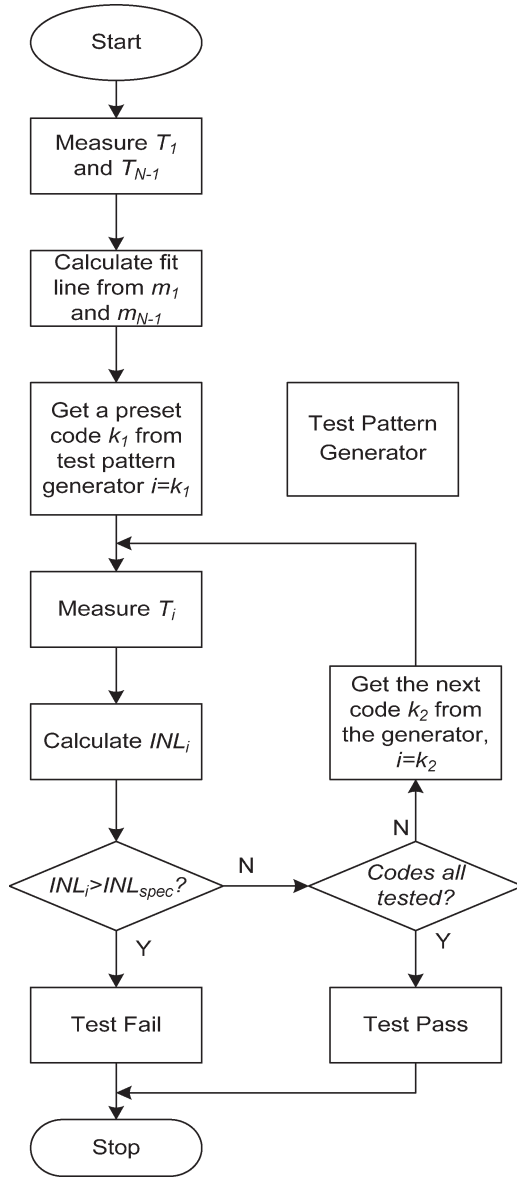 Start
Measure T1
and TN-1
Calculate fit
line from m1
and mN-1
Get a preset
code k1 from
test pattern
generator i=k1
Test Pattern
Generator
Measure Ti
Get the next
code k2 from
the generator,
i=k2
Calculate INLi
N
INLi>INLspec?
N
Codes all
tested?
Y
Y
Test Fail
Test Pass
Stop